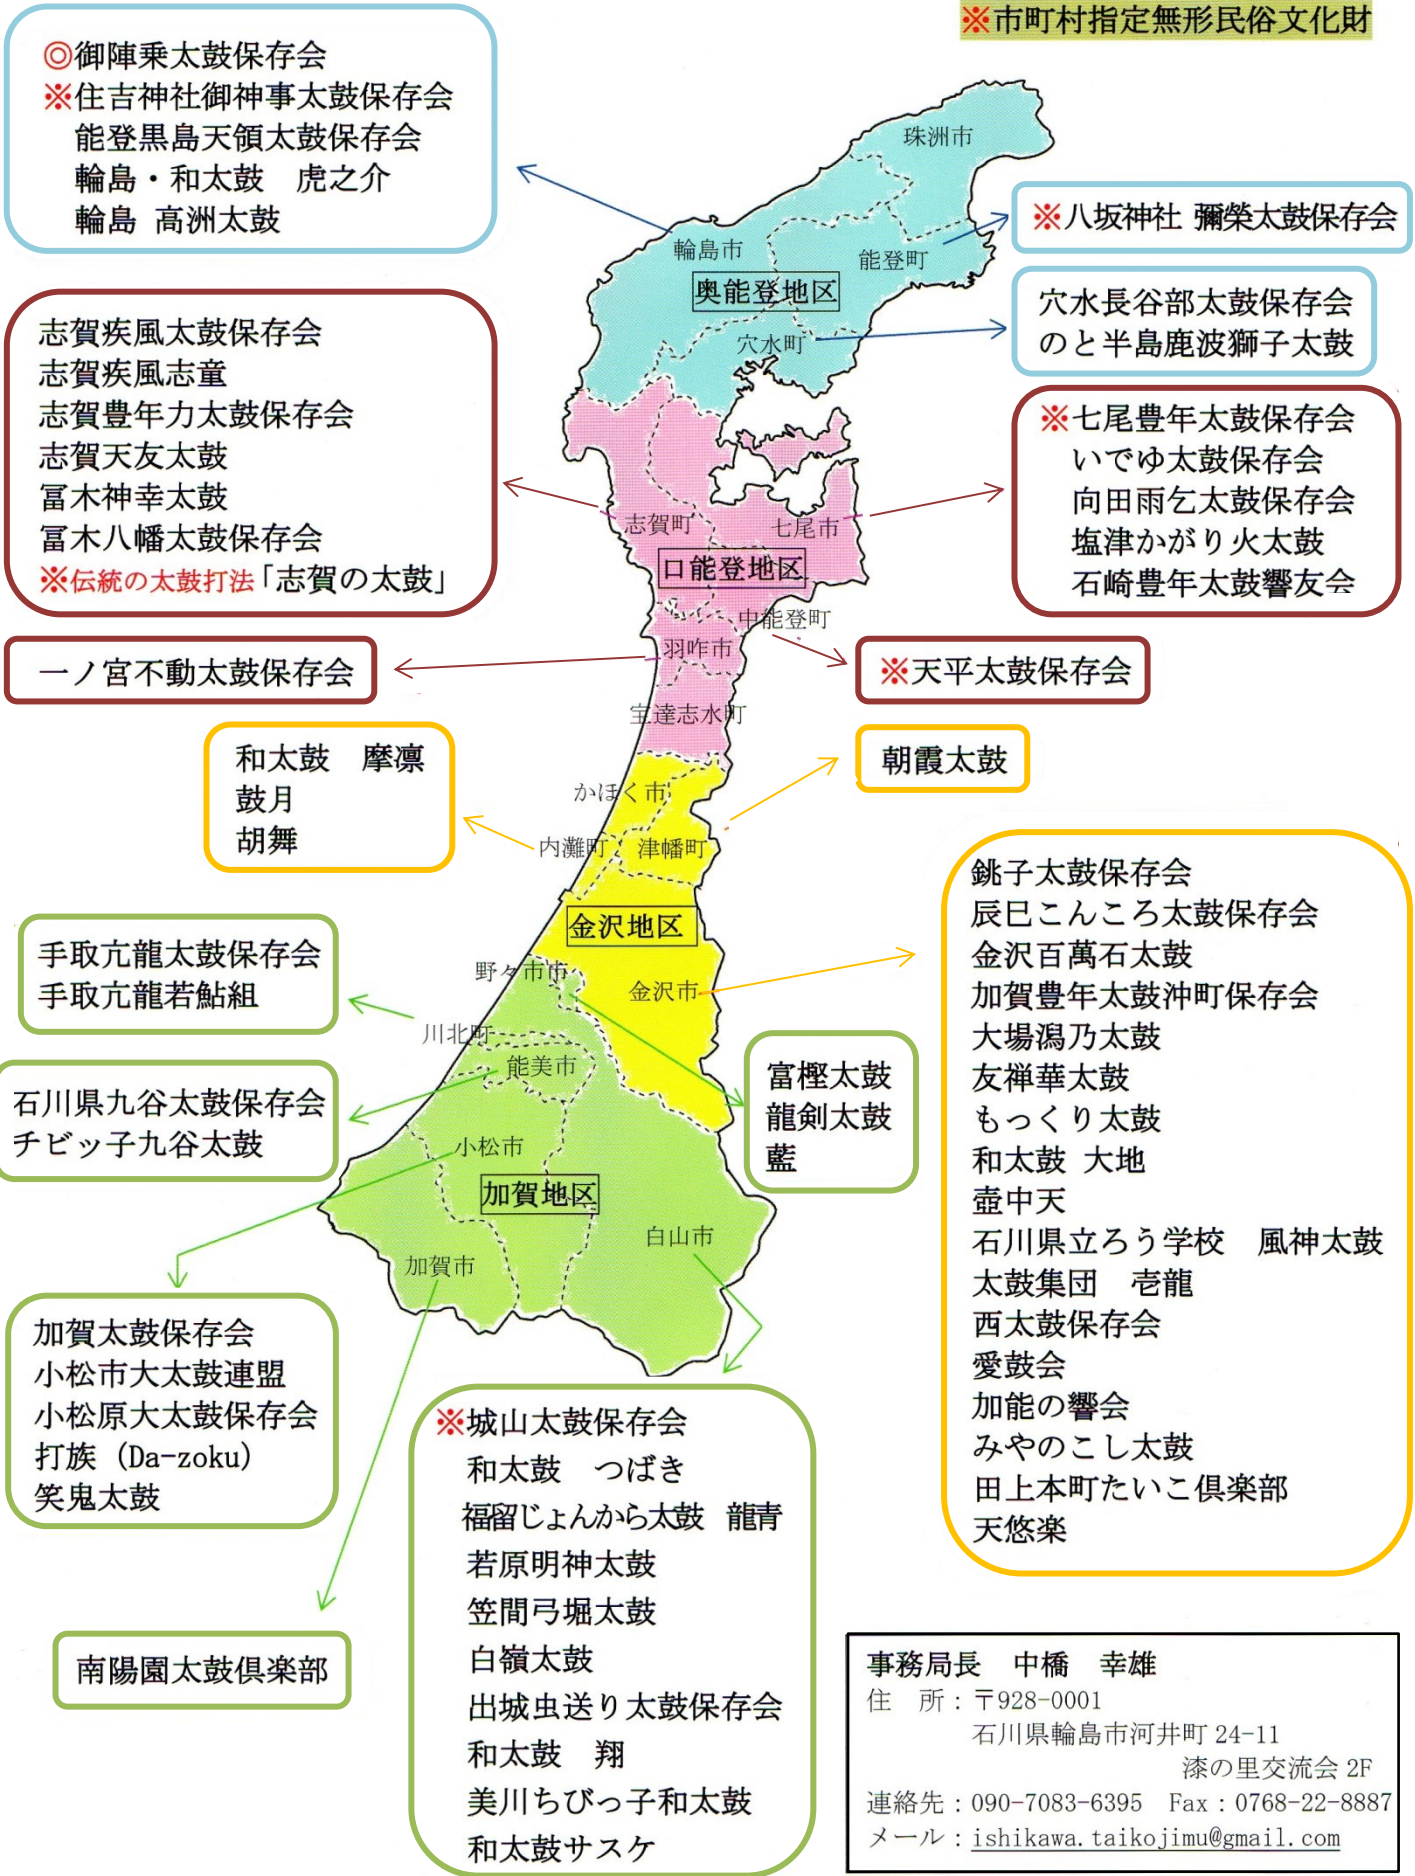 ※市町村指定無形民俗文化財
◎御陣乗太鼓保存会
※住吉神社御神事太鼓保存会
能登黒島天領太鼓保存会
輪島・和太鼓　虎之介
輪島 高洲太鼓
珠洲市
輪島市
能登町
奥能登地区
穴水町
※八坂神社 彌榮太鼓保存会
穴水長谷部太鼓保存会
のと半島鹿波獅子太鼓
志賀疾風太鼓保存会
志賀疾風志童
志賀豊年力太鼓保存会
志賀天友太鼓
冨木神幸太鼓
冨木八幡太鼓保存会
※伝統の太鼓打法「志賀の太鼓」
※七尾豊年太鼓保存会
いでゆ太鼓保存会
向田雨乞太鼓保存会
塩津かがり火太鼓
石崎豊年太鼓響友会
志賀町
七尾市
口能登地区
中能登町
羽咋市
宝達志水町
一ノ宮不動太鼓保存会
※天平太鼓保存会
和太鼓　摩凛
鼓月
胡舞
朝霞太鼓
かほく市
内灘町
津幡町
金沢地区
野々市市
金沢市
銚子太鼓保存会
辰巳こんころ太鼓保存会
金沢百萬石太鼓
加賀豊年太鼓沖町保存会
大場潟乃太鼓
友禅華太鼓
もっくり太鼓
和太鼓 大地
壺中天
石川県立ろう学校　風神太鼓
太鼓集団　壱龍
西太鼓保存会
愛鼓会
加能の響会
みやのこし太鼓
田上本町たいこ倶楽部
天悠楽
手取亢龍太鼓保存会
手取亢龍若鮎組
川北町
能美市
石川県九谷太鼓保存会
チビッ子九谷太鼓
富樫太鼓
龍剣太鼓
藍
小松市
加賀地区
白山市
加賀市
加賀太鼓保存会
小松市大太鼓連盟
小松原大太鼓保存会
打族（Da-zoku）
笑鬼太鼓
南陽園太鼓倶楽部
※城山太鼓保存会
和太鼓　つばき
福留じょんから太鼓　龍青
若原明神太鼓
笠間弓堀太鼓
白嶺太鼓
出城虫送り太鼓保存会
和太鼓　翔
美川ちびっ子和太鼓
和太鼓サスケ
事務局長　中橋　幸雄
住　所：〒928-0001
石川県輪島市河井町 24-11
漆の里交流会 2F
連絡先：090-7083-6395　Fax：0768-22-8887
メール：ishikawa.taikojimu@gmail.com